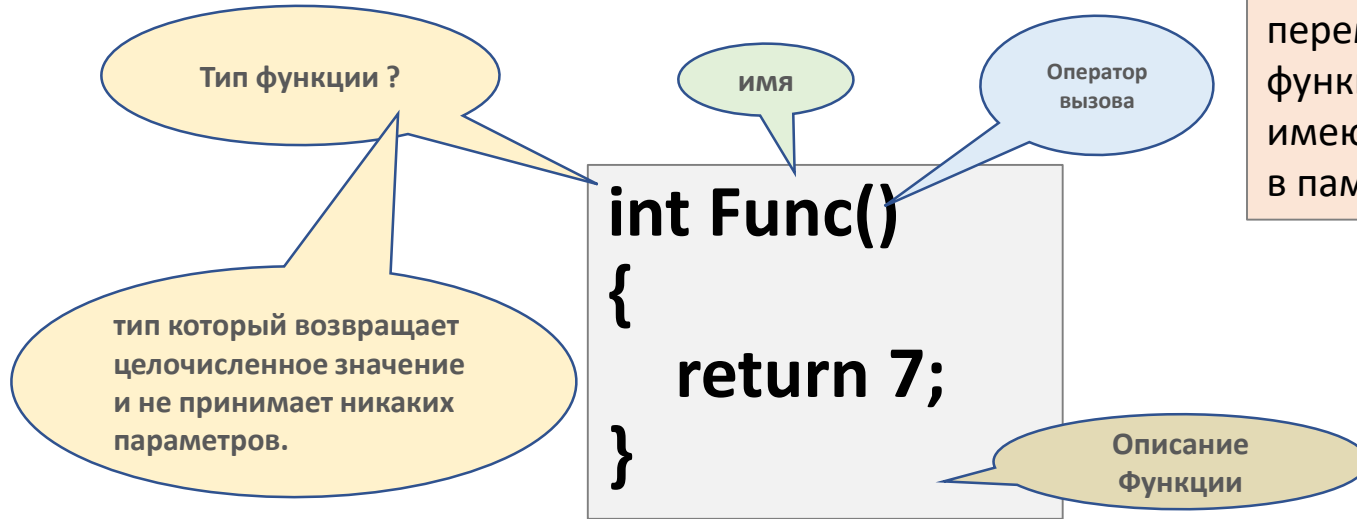 Тип функции ?
имя
Оператор
вызова
в
int Func()
{
return 7;
}
тип который возвращает
целочисленное значение
и не принимает никаких
параметров.
Описание
Функции